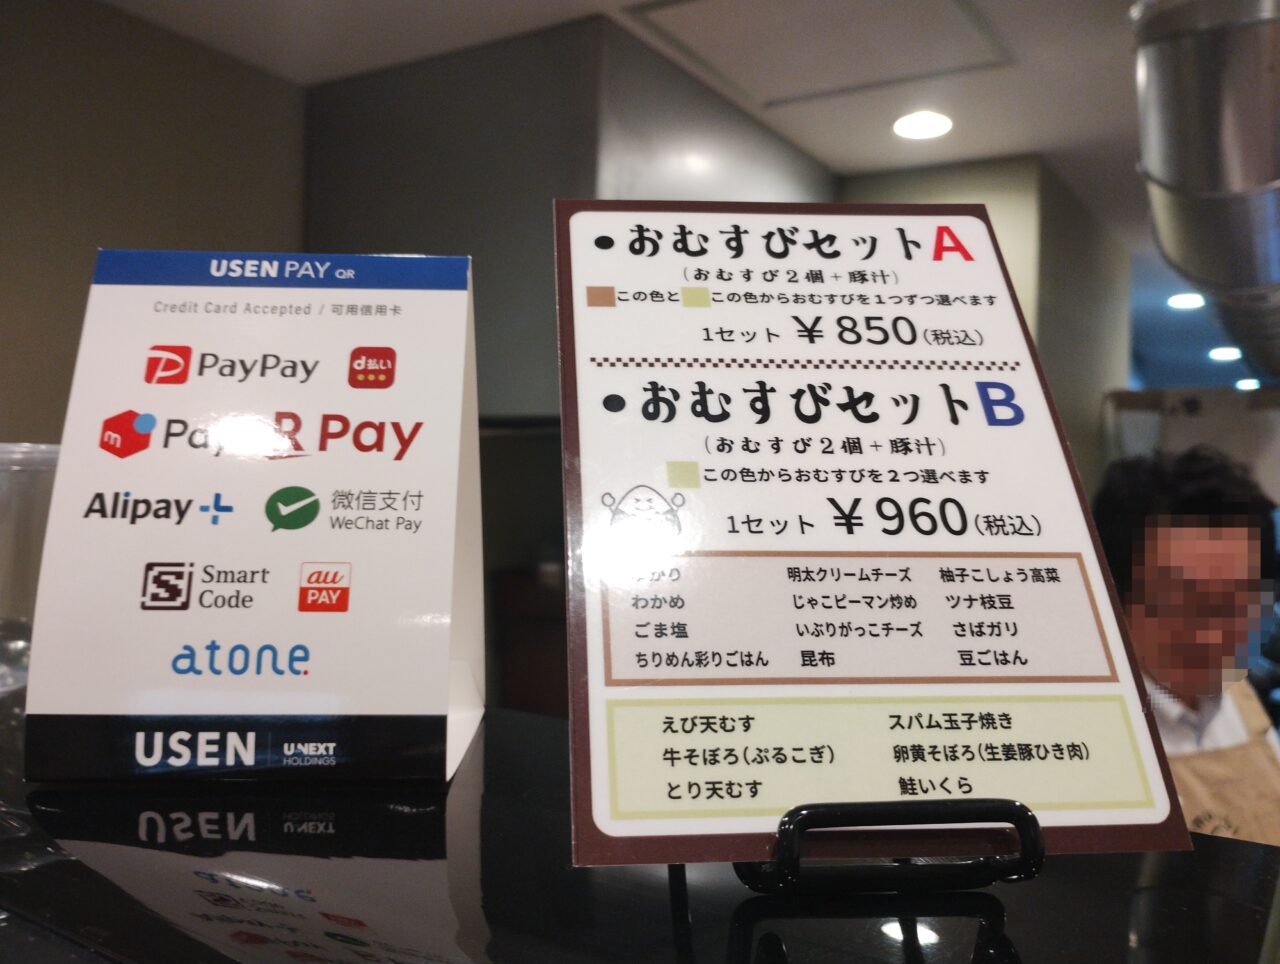 USEN PAY QR
Credit Card Accepted / 可用信用卡
PayPay d払い
m Pay R Pay
Alipay+ 微信支付 WeChat Pay
Smart Code au PAY
atone
USEN U-NEXT HOLDINGS
●おむすびセットA
(おむすび2個+豚汁)
この色とこの色からおむすびを1つずつ選べます
1セット ¥850(税込)
●おむすびセットB
(おむすび2個+豚汁)
この色からおむすびを2つ選べます
1セット ¥960(税込)
かり 明太クリームチーズ 柚子こしょう高菜
わかめ じゃこピーマン炒め ツナ枝豆
ごま塩 いぶりがっこチーズ さばガリ
ちりめん彩りごはん 昆布 豆ごはん
えび天むす スパム玉子焼き
牛そぼろ(ぷるこぎ) 卵黄そぼろ(生姜豚ひき肉)
とり天むす 鮭いくら